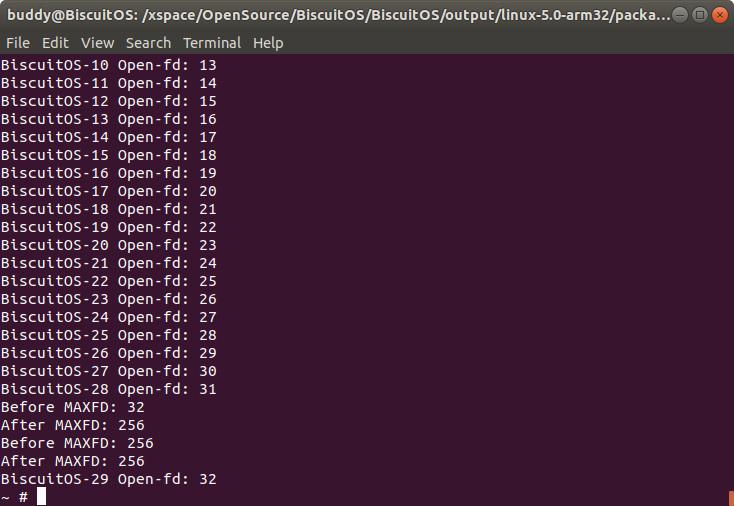 buddy@BiscuitOS: /xspace/OpenSource/BiscuitOS/BiscuitOS/output/linux-5.0-arm32/packa...
File Edit View Search Terminal Help
BiscuitOS-10 Open-fd: 13
BiscuitOS-11 Open-fd: 14
BiscuitOS-12 Open-fd: 15
BiscuitOS-13 Open-fd: 16
BiscuitOS-14 Open-fd: 17
BiscuitOS-15 Open-fd: 18
BiscuitOS-16 Open-fd: 19
BiscuitOS-17 Open-fd: 20
BiscuitOS-18 Open-fd: 21
BiscuitOS-19 Open-fd: 22
BiscuitOS-20 Open-fd: 23
BiscuitOS-21 Open-fd: 24
BiscuitOS-22 Open-fd: 25
BiscuitOS-23 Open-fd: 26
BiscuitOS-24 Open-fd: 27
BiscuitOS-25 Open-fd: 28
BiscuitOS-26 Open-fd: 29
BiscuitOS-27 Open-fd: 30
BiscuitOS-28 Open-fd: 31
Before MAXFD: 32
After MAXFD: 256
Before MAXFD: 256
After MAXFD: 256
BiscuitOS-29 Open-fd: 32
~ #